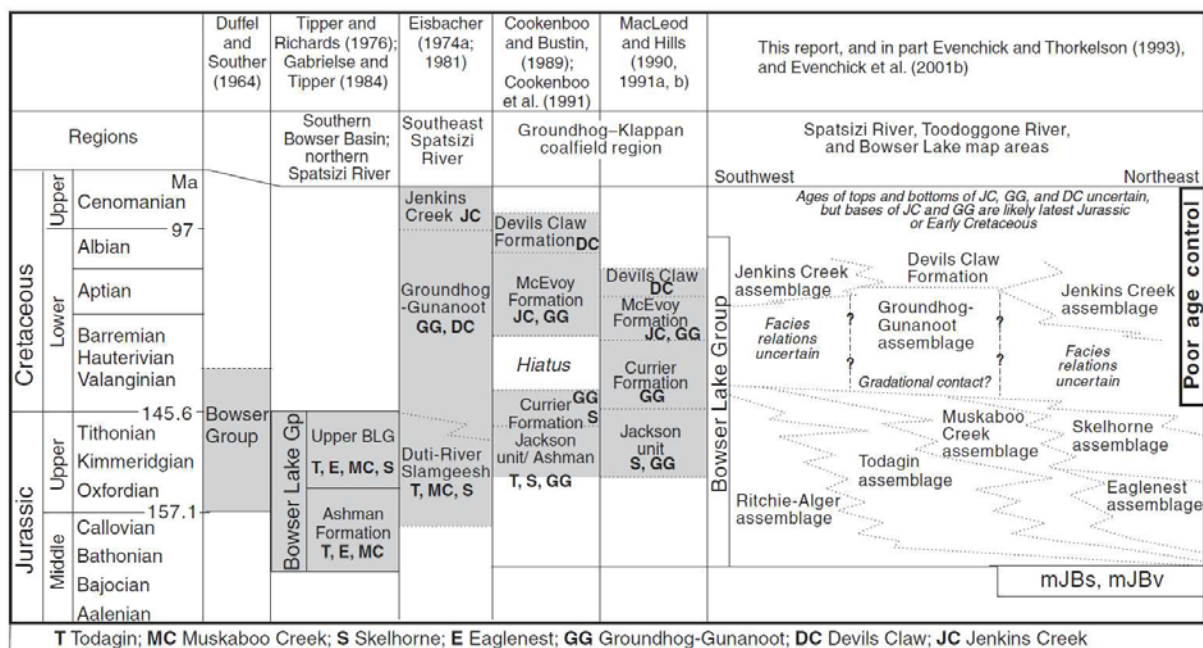 Duffel
and
Souther
(1964)
Tipper and
Richards (1976);
Gabrielse and
Tipper (1984)
Eisbacher
(1974a;
1981)
Cookenboo
and Bustin,
(1989);
Cookenboo
et al. (1991)
MacLeod
and Hills
(1990,
1991a, b)
This report, and in part Evenchick and Thorkelson (1993),
and Evenchick et al. (2001b)
Regions
Southern
Bowser Basin;
northern
Spatsizi River
Southeast
Spatsizi
River
Groundhog–Klappan
coalfield region
Spatsizi River, Toodoggone River,
and Bowser Lake map areas
Southwest
Northeast
Cretaceous
Upper
Lower
Ma
Cenomanian
97
Albian
Aptian
Barremian
Hauterivian
Valanginian
145.6
Jurassic
Upper
Middle
Tithonian
Kimmeridgian
Oxfordian
157.1
Callovian
Bathonian
Bajocian
Aalenian
Bowser
Group
Bowser Lake Gp
Upper BLG
T, E, MC, S
Ashman
Formation
T, E, MC
Jenkins
Creek JC
Groundhog
-Gunanoot
GG, DC
Duti-River
Slamgeesh
T, MC, S
Devils Claw
Formation DC
McEvoy
Formation
JC, GG
Hiatus
GG
Currier S
Formation
Jackson
unit/ Ashman
T, S, GG
Devils Claw
DC
McEvoy
Formation
JC, GG
Currier
Formation
GG
Jackson
unit
S, GG
Bowser Lake Group
Ages of tops and bottoms of JC, GG, and DC uncertain,
but bases of JC and GG are likely latest Jurassic
or Early Cretaceous
Poor age control
Jenkins Creek
assemblage
Devils Claw
Formation
Jenkins Creek
assemblage
Facies
relations
uncertain
?
?
Groundhog-
Gunanoot
assemblage
?
?
Facies
relations
uncertain
Gradational contact?
Muskaboo
Creek
assemblage
Skelhorne
assemblage
Todagin
assemblage
Ritchie-Alger
assemblage
Eaglenest
assemblage
mJBs, mJBv
T Todagin; MC Muskaboo Creek; S Skelhorne; E Eaglenest; GG Groundhog-Gunanoot; DC Devils Claw; JC Jenkins Creek